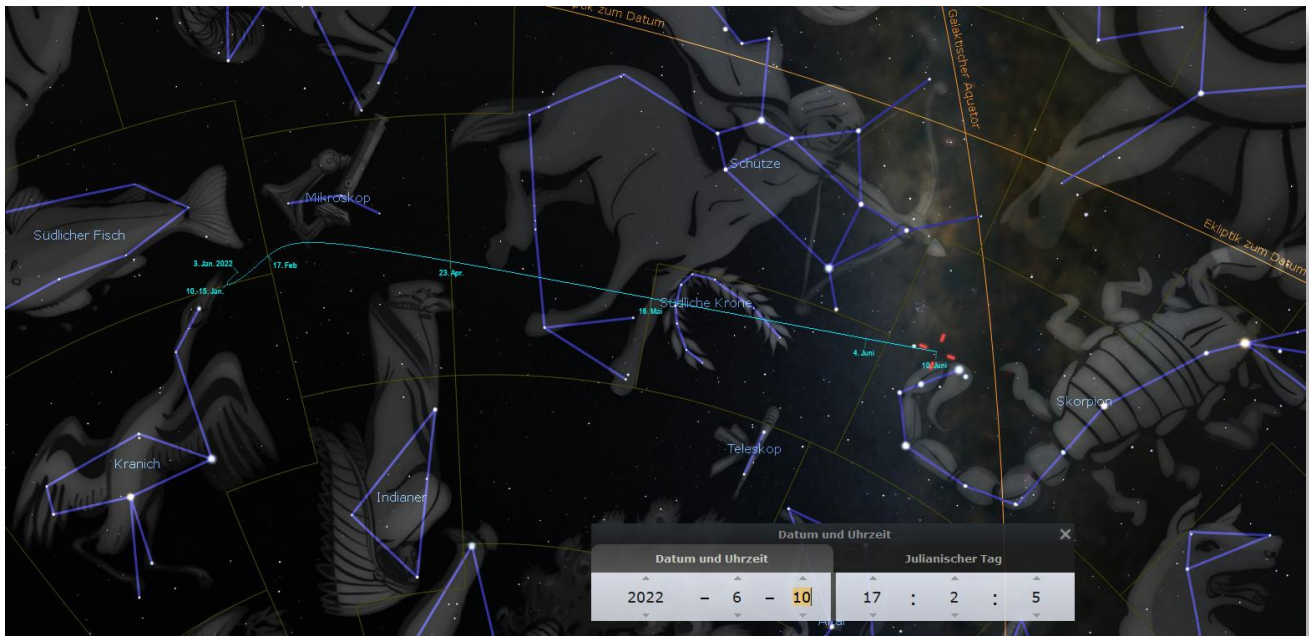 ptik zum Datum
Galaktischer Äquator
Schütze
Mikroskop
Südlicher Fisch
Ekliptik zum Datum
3. Jan. 2022
17. Feb
23. Apr.
10.-15. Jan.
Südliche Krone
16. Mai
4. Juni
10. Juni
Skorpion
Teleskop
Kranich
Indianer
Datum und Uhrzeit
Datum und Uhrzeit
Julianischer Tag
2022 – 6 – 10 17 : 2 : 5